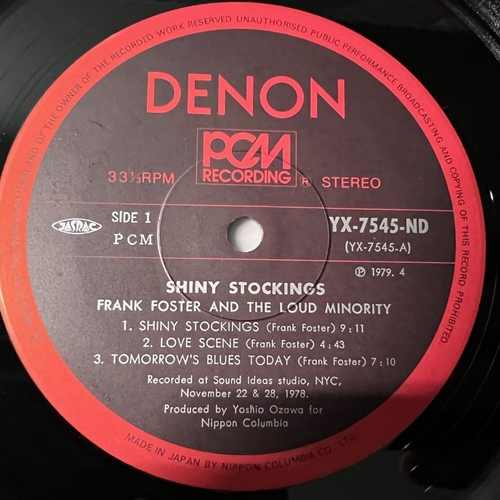 ALL RIGHTS OF THE OWNER OF THE RECORDED WORK RESERVED UNAUTHORISED PUBLIC PERFORMANCE BROADCASTING AND COPYING OF THIS RECORD PROHIBITED
DENON
PCM
RECORDING
33 1/3 RPM
R STEREO
JASRAC
SIDE 1
PCM
YX-7545-ND
(YX-7545-A)
Ⓟ 1979. 4
SHINY STOCKINGS
FRANK FOSTER AND THE LOUD MINORITY
1. SHINY STOCKINGS (Frank Foster) 9:11
2. LOVE SCENE (Frank Foster) 4:43
3. TOMORROW'S BLUES TODAY (Frank Foster) 7:10
Recorded at Sound Ideas studio, NYC,
November 22 & 28, 1978.
Produced by Yoshio Ozawa for
Nippon Columbia
MADE IN JAPAN BY NIPPON COLUMBIA CO., LTD.